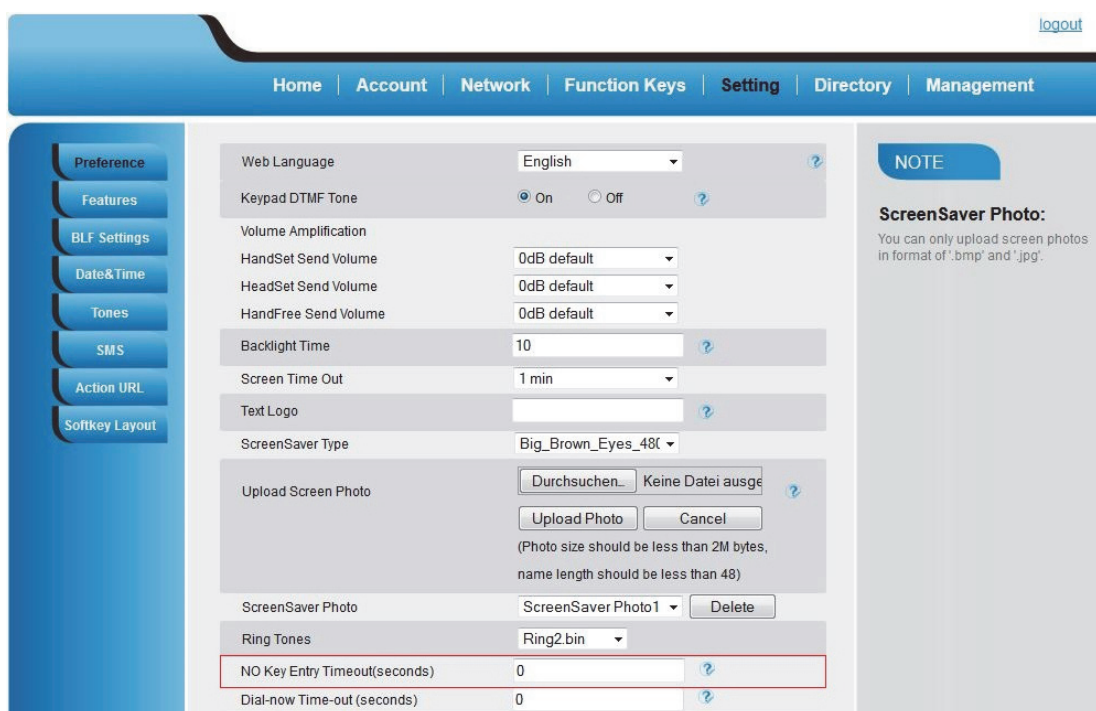 logout
Home | Account | Network | Function Keys | Setting | Directory | Management
Preference
Features
BLF Settings
Date&Time
Tones
SMS
Action URL
Softkey Layout
Web Language English
Keypad DTMF Tone On Off
Volume Amplification
HandSet Send Volume 0dB default
HeadSet Send Volume 0dB default
HandFree Send Volume 0dB default
Backlight Time 10
Screen Time Out 1 min
Text Logo
ScreenSaver Type Big_Brown_Eyes_480
Upload Screen Photo Durchsuchen... Keine Datei ausge
Upload Photo Cancel
(Photo size should be less than 2M bytes,
name length should be less than 48)
ScreenSaver Photo ScreenSaver Photo1 Delete
Ring Tones Ring2.bin
NO Key Entry Timeout(seconds) 0
Dial-now Time-out (seconds) 0
NOTE
ScreenSaver Photo:
You can only upload screen photos
in format of '.bmp' and '.jpg'.